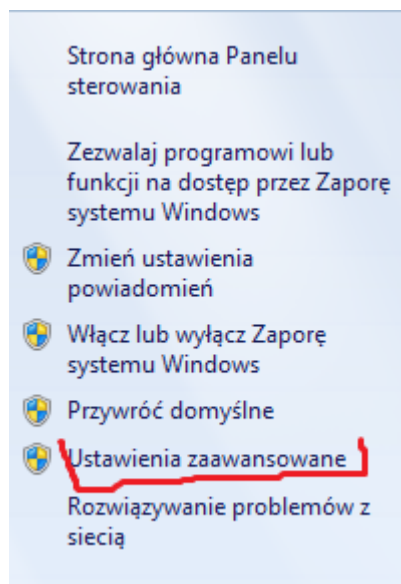 Strona główna Panelu
sterowania
Zezwalaj programowi lub
funkcji na dostęp przez Zaporę
systemu Windows
Zmień ustawienia
powiadomień
Włącz lub wyłącz Zaporę
systemu Windows
Przywróć domyślne
Ustawienia zaawansowane
Rozwiązywanie problemów z
siecią